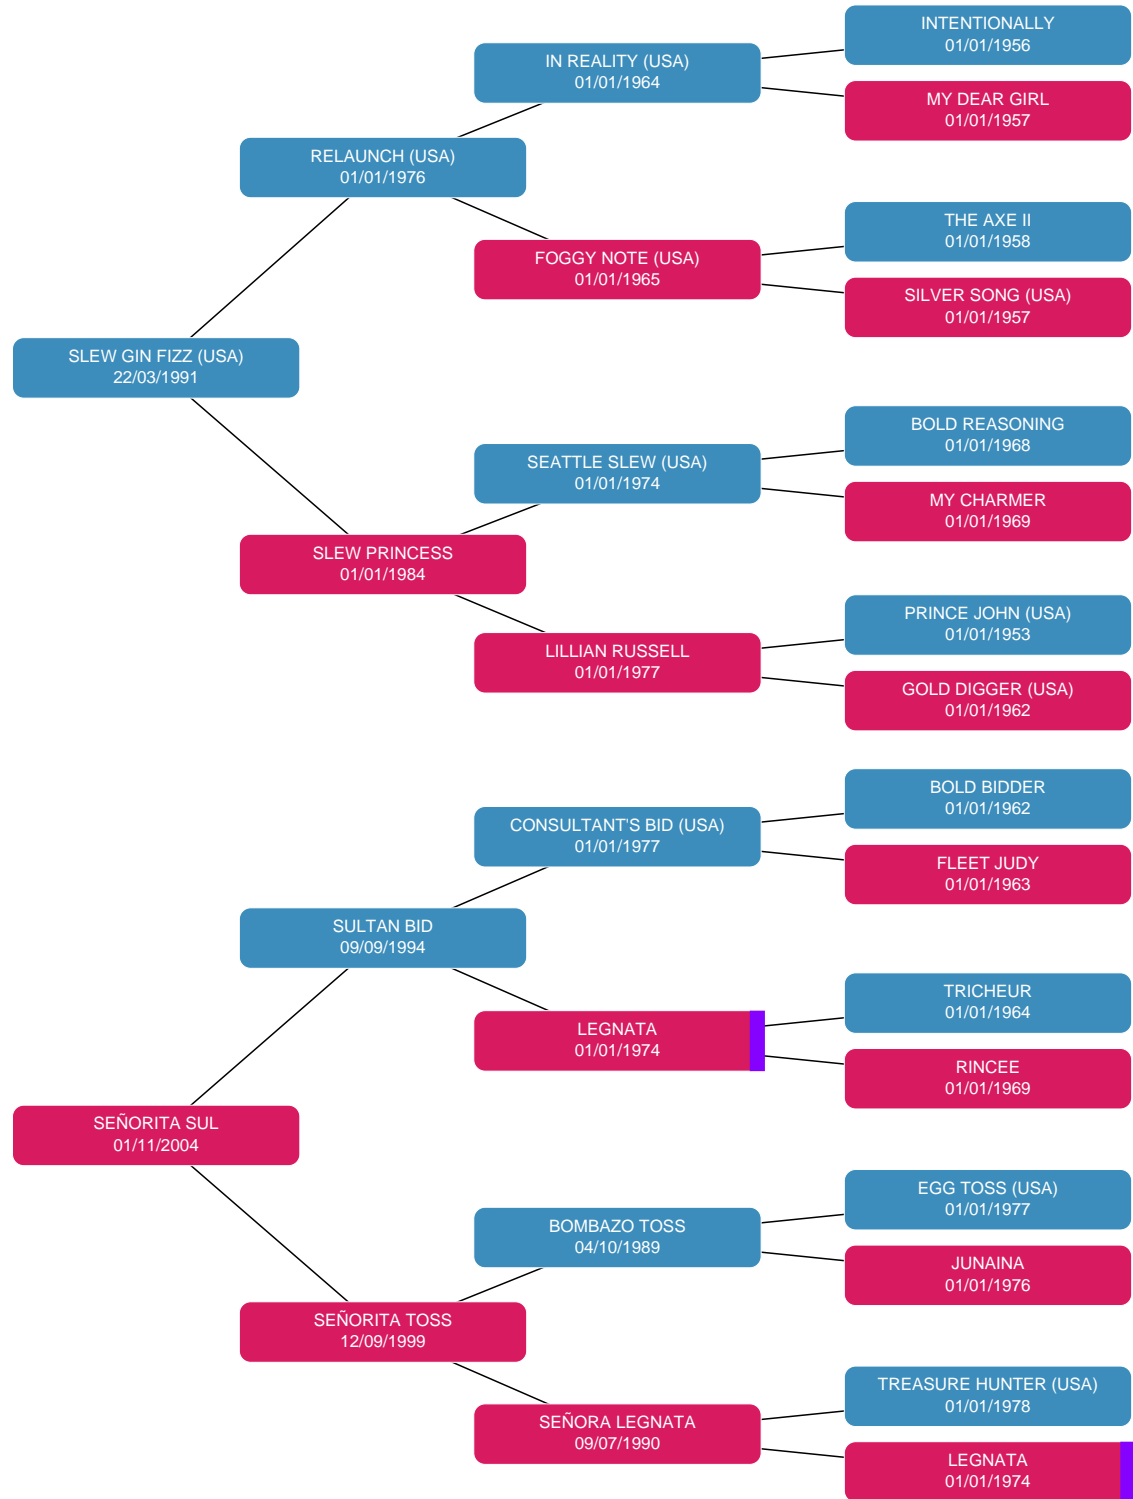 INTENTIONALLY
01/01/1956
IN REALITY (USA)
01/01/1964
MY DEAR GIRL
01/01/1957
RELAUNCH (USA)
01/01/1976
THE AXE II
01/01/1958
FOGGY NOTE (USA)
01/01/1965
SILVER SONG (USA)
01/01/1957
SLEW GIN FIZZ (USA)
22/03/1991
BOLD REASONING
01/01/1968
SEATTLE SLEW (USA)
01/01/1974
MY CHARMER
01/01/1969
SLEW PRINCESS
01/01/1984
PRINCE JOHN (USA)
01/01/1953
LILLIAN RUSSELL
01/01/1977
GOLD DIGGER (USA)
01/01/1962
BOLD BIDDER
01/01/1962
CONSULTANT'S BID (USA)
01/01/1977
FLEET JUDY
01/01/1963
SULTAN BID
09/09/1994
TRICHEUR
01/01/1964
LEGNATA
01/01/1974
RINCEE
01/01/1969
SEÑORITA SUL
01/11/2004
EGG TOSS (USA)
01/01/1977
BOMBAZO TOSS
04/10/1989
JUNAINA
01/01/1976
SEÑORITA TOSS
12/09/1999
TREASURE HUNTER (USA)
01/01/1978
SEÑORA LEGNATA
09/07/1990
LEGNATA
01/01/1974